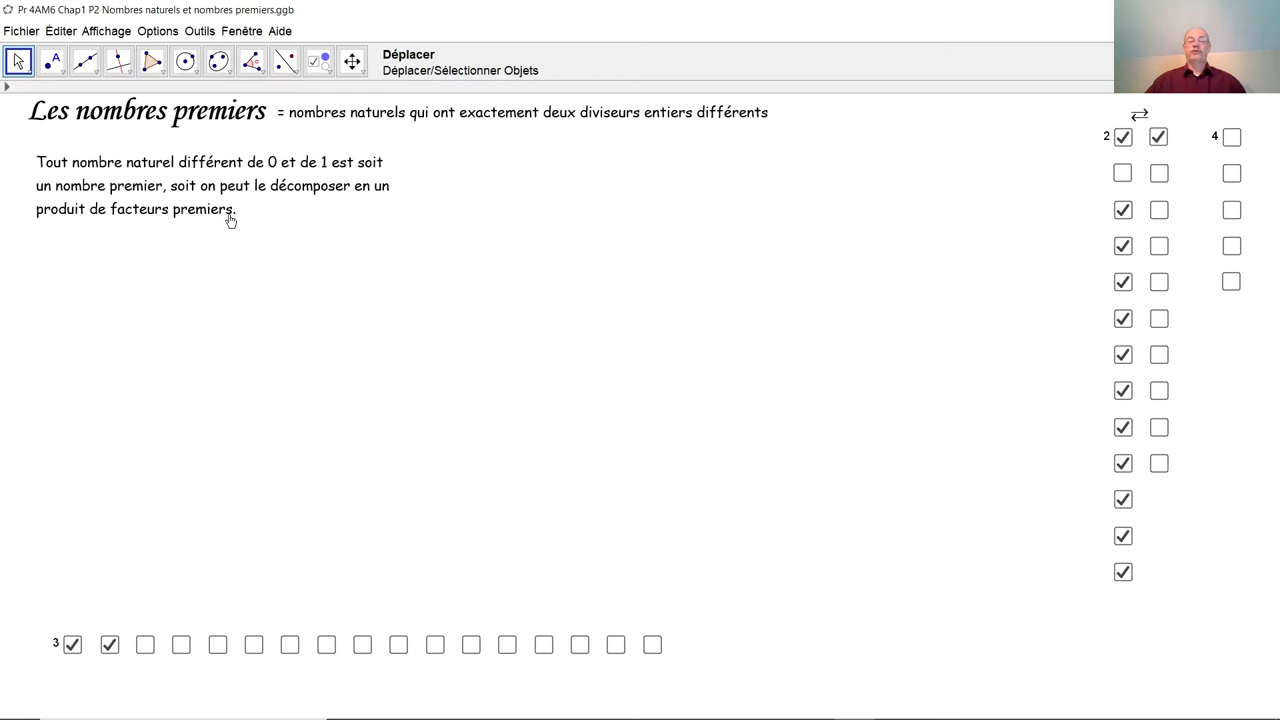 Pr 4AM6 Chap1 P2 Nombres naturels et nombres premiers.ggb
Fichier Éditer Affichage Options Outils Fenêtre Aide
A
Déplacer
Déplacer/Sélectionner Objets
Les nombres premiers = nombres naturels qui ont exactement deux diviseurs entiers différents
2
4
Tout nombre naturel différent de 0 et de 1 est soit
un nombre premier, soit on peut le décomposer en un
produit de facteurs premiers.
3